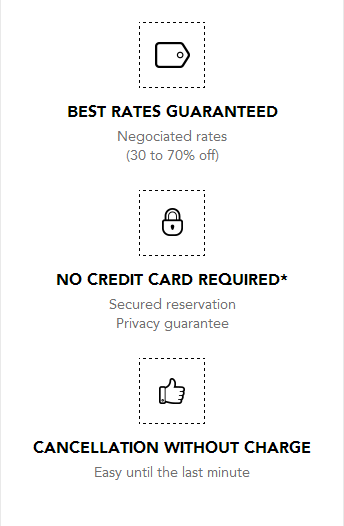 BEST RATES GUARANTEED
Negociated rates
(30 to 70% off)
NO CREDIT CARD REQUIRED*
Secured reservation
Privacy guarantee
CANCELLATION WITHOUT CHARGE
Easy until the last minute